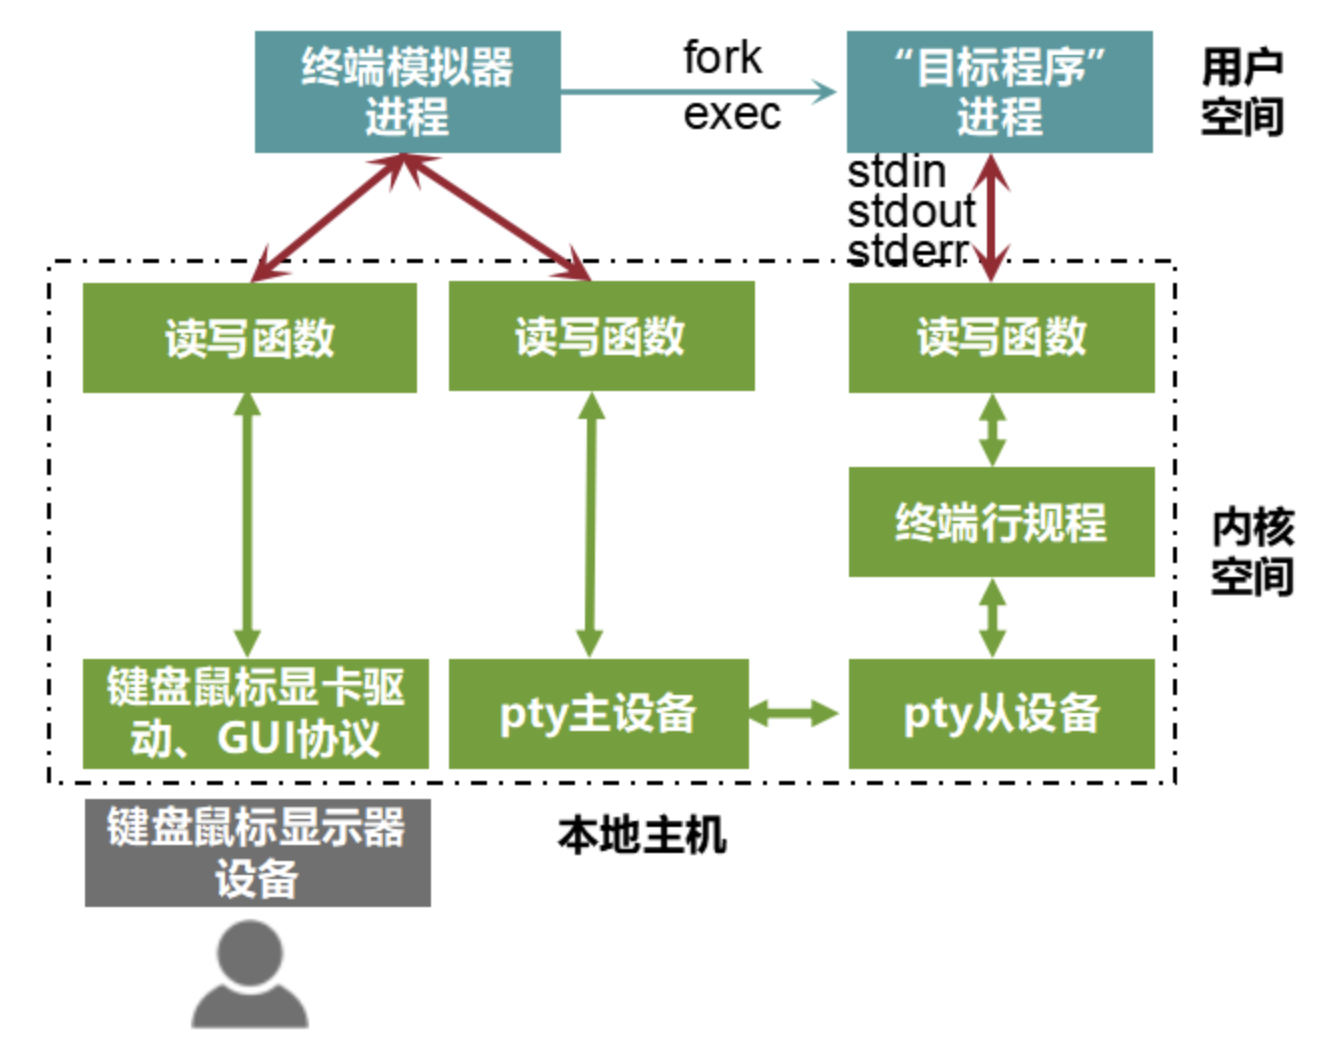 终端模拟器
进程
fork
exec
“目标程序”
进程
用户
空间
stdin
stdout
stderr
读写函数
读写函数
读写函数
终端行规程
内核
空间
键盘鼠标显卡驱
动、GUI协议
pty主设备
pty从设备
键盘鼠标显示器
设备
本地主机